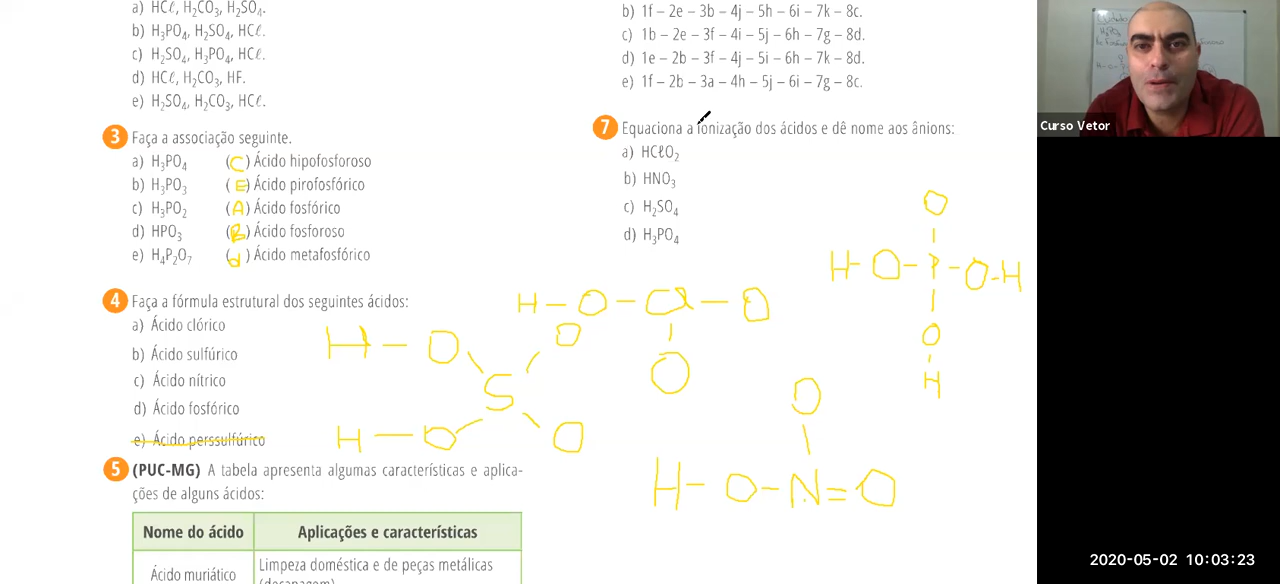 a) HCℓ, H₂CO₃, H₂SO₄.
b) H₃PO₄, H₂SO₄, HCℓ.
c) H₂SO₄, H₃PO₄, HCℓ.
d) HCℓ, H₂CO₃, HF.
e) H₂SO₄, H₂CO₃, HCℓ.
3 Faça a associação seguinte.
a) H₃PO₄ (C) Ácido hipofosforoso
b) H₃PO₃ (E) Ácido pirofosfórico
c) H₃PO₂ (A) Ácido fosfórico
d) HPO₃ (B) Ácido fosforoso
e) H₄P₂O₇ (d) Ácido metafosfórico
4 Faça a fórmula estrutural dos seguintes ácidos:
a) Ácido clórico
b) Ácido sulfúrico
c) Ácido nítrico
d) Ácido fosfórico
e) Ácido perssulfúrico
H – O – Cl – O
O
H – O O
S
H – O O
O
H – O – N = O
5 (PUC-MG) A tabela apresenta algumas características e aplica-
ções de alguns ácidos:
Nome do ácido Aplicações e características
Ácido muriático Limpeza doméstica e de peças metálicas
(decapagem)
b) 1f – 2e – 3b – 4j – 5h – 6i – 7k – 8c.
c) 1b – 2e – 3f – 4i – 5j – 6h – 7g – 8d.
d) 1e – 2b – 3f – 4j – 5i – 6h – 7k – 8d.
e) 1f – 2b – 3a – 4h – 5j – 6i – 7g – 8c.
7 Equaciona a ionização dos ácidos e dê nome aos ânions:
a) HCℓO₂
b) HNO₃
c) H₂SO₄
d) H₃PO₄
O
H – O – P – O – H
O
H
Curso Vetor
2020-05-02 10:03:23